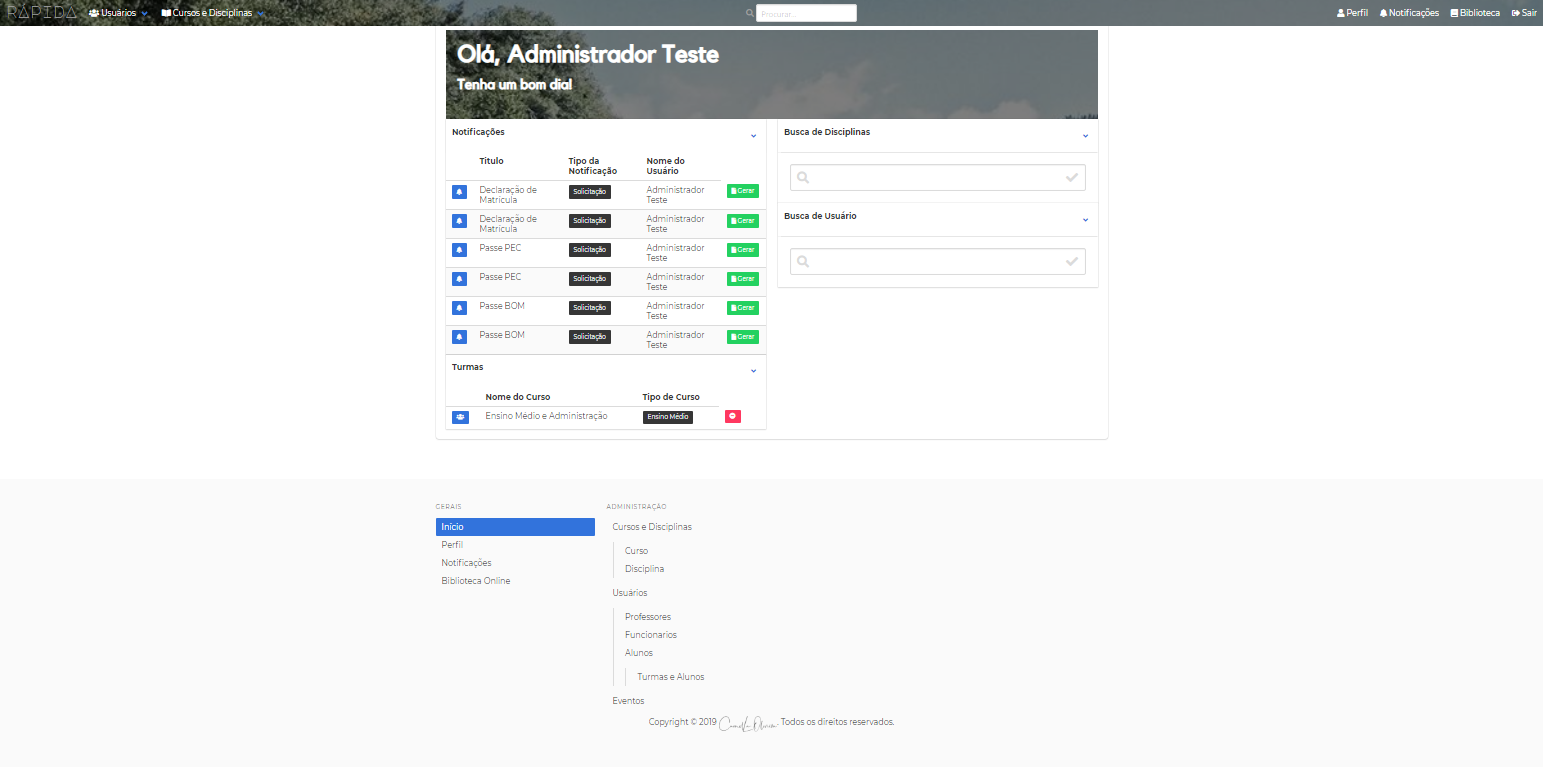 RÁPIDA Usuários Cursos e Disciplinas Procurar... Perfil Notificações Biblioteca Sair
Olá, Administrador Teste
Tenha um bom dia!
Notificações
Titulo Tipo da Notificação Nome do Usuário
Declaração de Matrícula Solicitação Administrador Teste Gerar
Declaração de Matrícula Solicitação Administrador Teste Gerar
Passe PEC Solicitação Administrador Teste Gerar
Passe PEC Solicitação Administrador Teste Gerar
Passe BOM Solicitação Administrador Teste Gerar
Passe BOM Solicitação Administrador Teste Gerar
Turmas
Nome do Curso Tipo de Curso
Ensino Médio e Administração Ensino Médio
Busca de Disciplinas
Busca de Usuário
GERAIS
Início
Perfil
Notificações
Biblioteca Online
ADMINISTRAÇÃO
Cursos e Disciplinas
Curso
Disciplina
Usuários
Professores
Funcionarios
Alunos
Turmas e Alunos
Eventos
Copyright © 2019 Todos os direitos reservados.